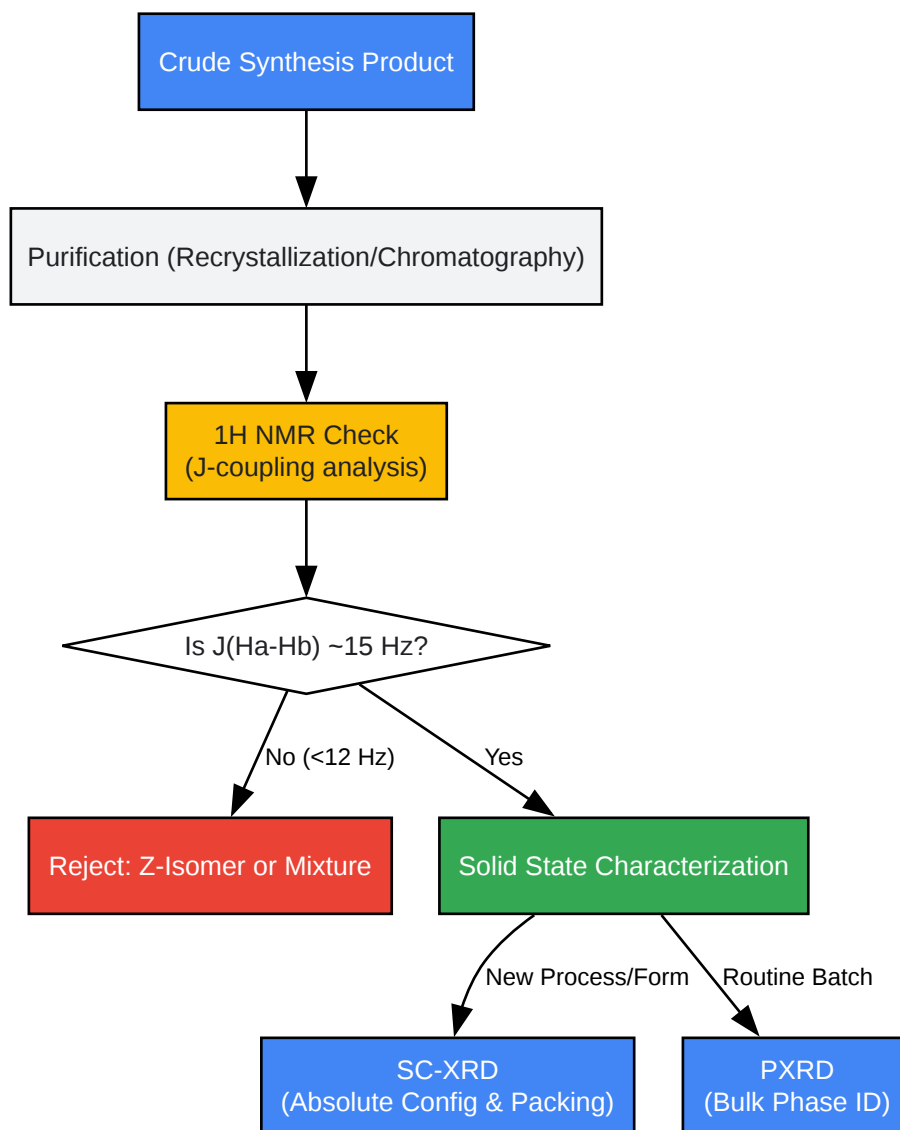 Crude Synthesis Product
Purification (Recrystallization/Chromatography)
1H NMR Check
(J-coupling analysis)
Is J(Ha-Hb) ~15 Hz?
No (<12 Hz)
Yes
Reject: Z-Isomer or Mixture
Solid State Characterization
New Process/Form
Routine Batch
SC-XRD
(Absolute Config & Packing)
PXRD
(Bulk Phase ID)